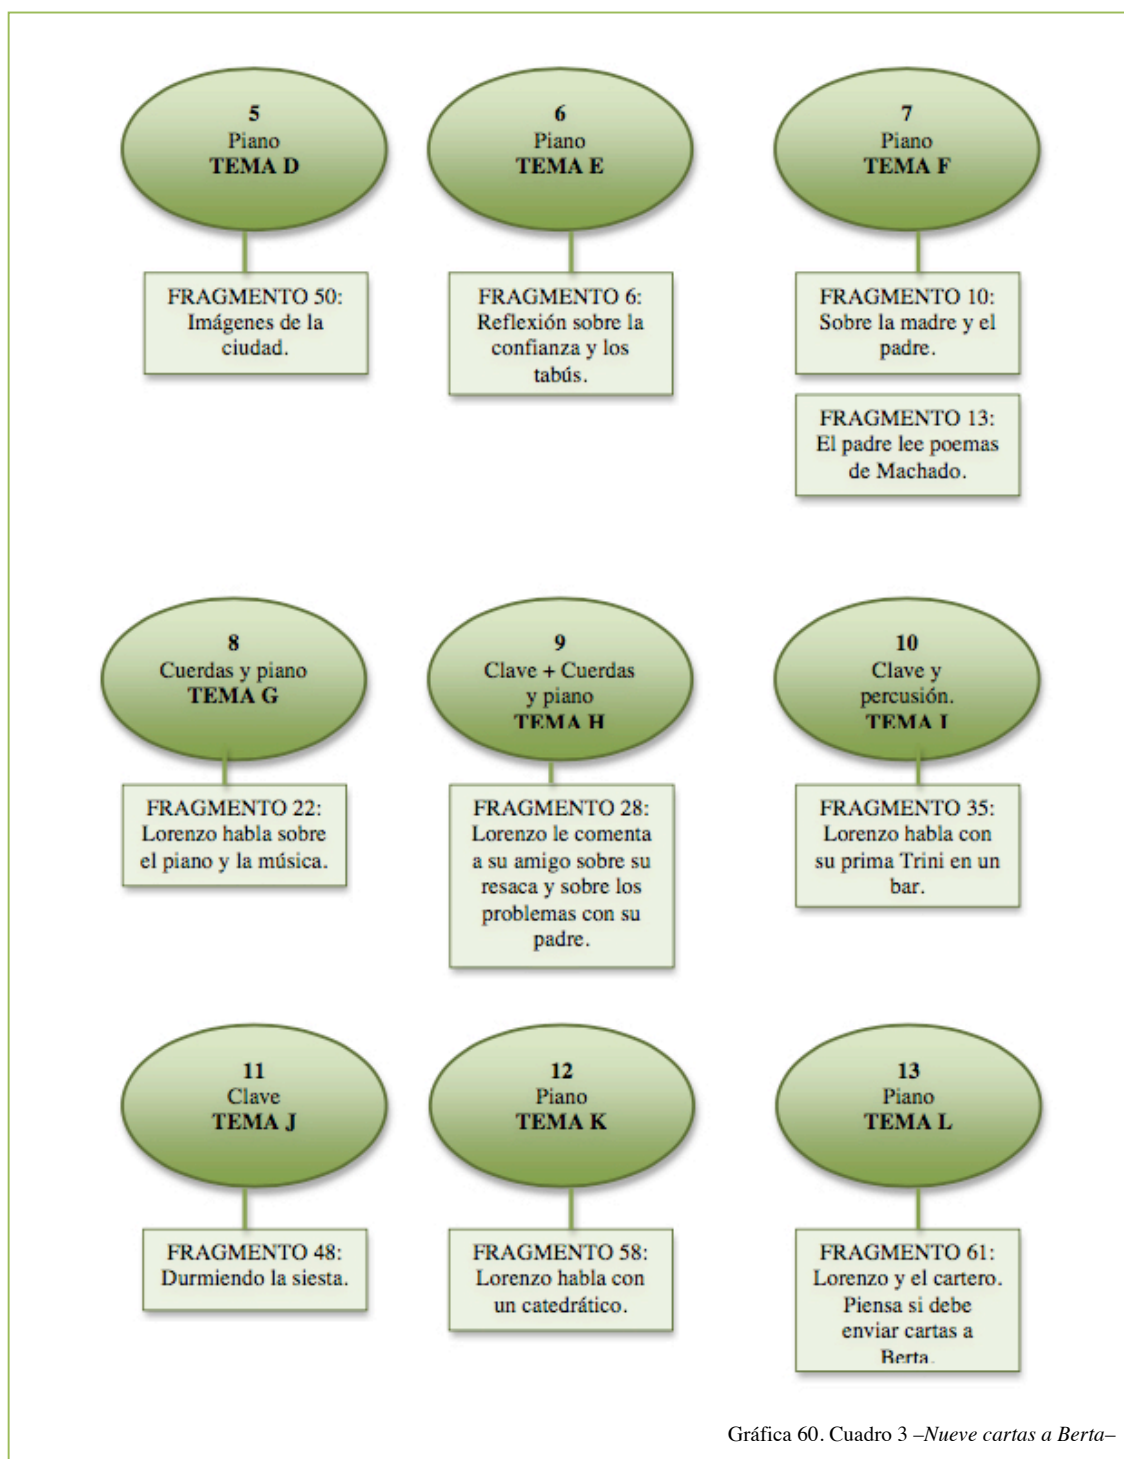 5
Piano
TEMA D
FRAGMENTO 50:
Imágenes de la
ciudad.
6
Piano
TEMA E
FRAGMENTO 6:
Reflexión sobre la
confianza y los
tabús.
7
Piano
TEMA F
FRAGMENTO 10:
Sobre la madre y el
padre.
FRAGMENTO 13:
El padre lee poemas
de Machado.
8
Cuerdas y piano
TEMA G
FRAGMENTO 22:
Lorenzo habla sobre
el piano y la música.
9
Clave + Cuerdas
y piano
TEMA H
FRAGMENTO 28:
Lorenzo le comenta
a su amigo sobre su
resaca y sobre los
problemas con su
padre.
10
Clave y
percusión.
TEMA I
FRAGMENTO 35:
Lorenzo habla con
su prima Trini en un
bar.
11
Clave
TEMA J
FRAGMENTO 48:
Durmiendo la siesta.
12
Piano
TEMA K
FRAGMENTO 58:
Lorenzo habla con
un catedrático.
13
Piano
TEMA L
FRAGMENTO 61:
Lorenzo y el cartero.
Piensa si debe
enviar cartas a
Berta.
Gráfica 60. Cuadro 3 –Nueve cartas a Berta–